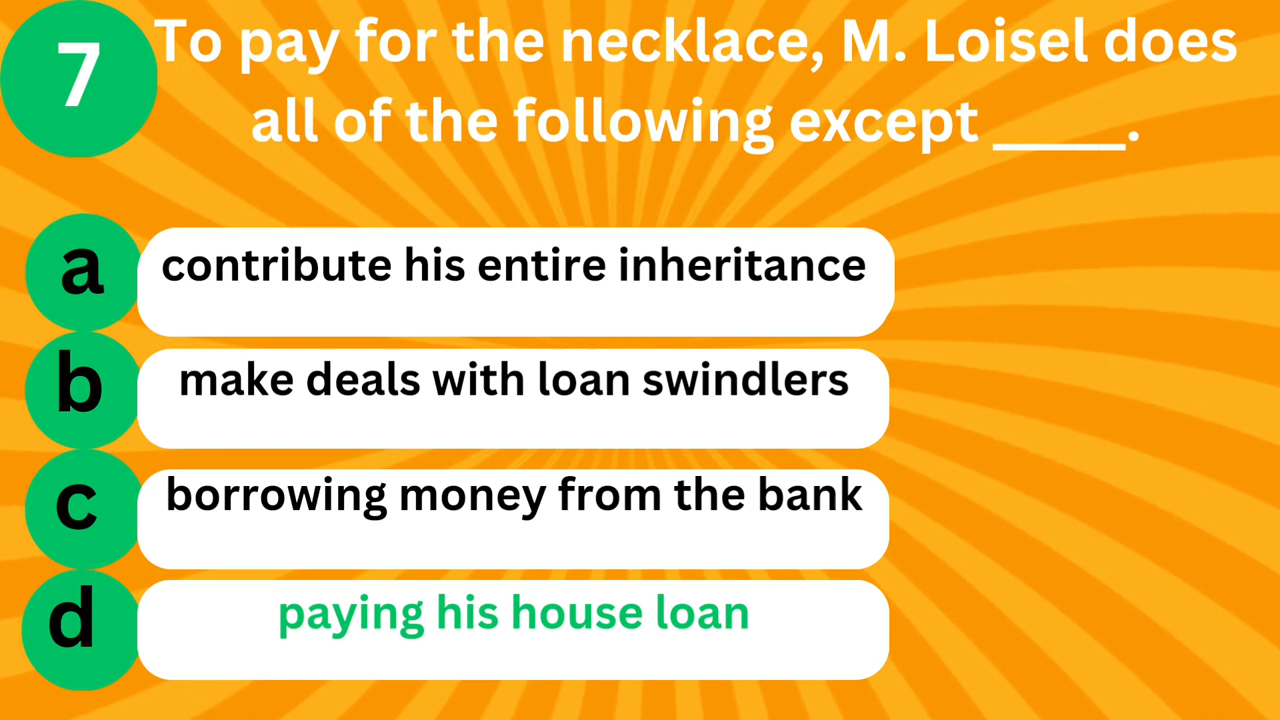 7
To pay for the necklace, M. Loisel does
all of the following except _____.
a
contribute his entire inheritance
b
make deals with loan swindlers
c
borrowing money from the bank
d
paying his house loan